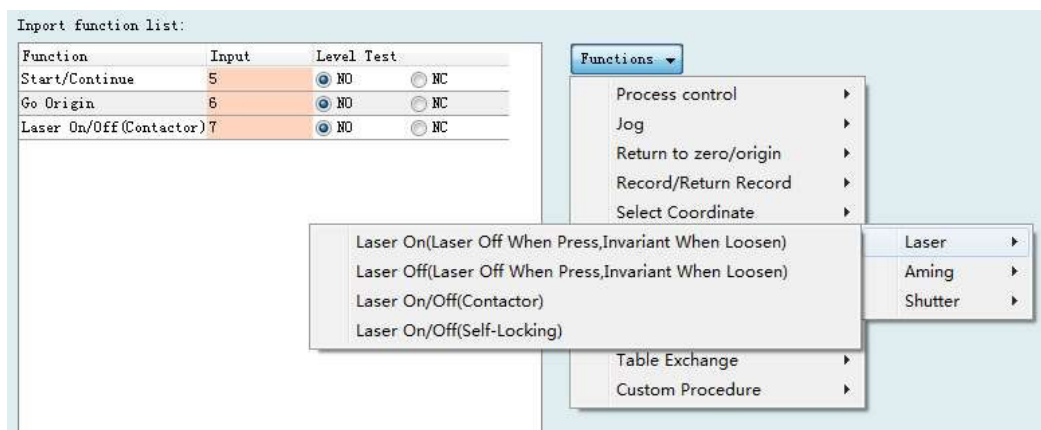 Inport function list:
Function Input Level Test
Start/Continue 5 NO NC
Go Origin 6 NO NC
Laser On/Off(Contactor) 7 NO NC
Functions
Process control
Jog
Return to zero/origin
Record/Return Record
Select Coordinate
Laser On(Laser Off When Press,Invariant When Loosen)
Laser Off(Laser Off When Press,Invariant When Loosen)
Laser On/Off(Contactor)
Laser On/Off(Self-Locking)
Laser
Aming
Shutter
Table Exchange
Custom Procedure